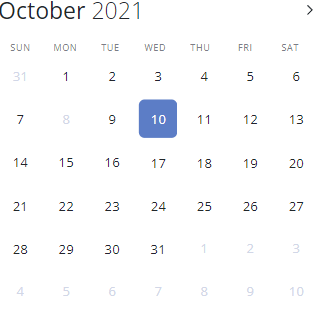 October 2021
SUN MON TUE WED THU FRI SAT
31 1 2 3 4 5 6
7 8 9 10 11 12 13
14 15 16 17 18 19 20
21 22 23 24 25 26 27
28 29 30 31 1 2 3
4 5 6 7 8 9 10